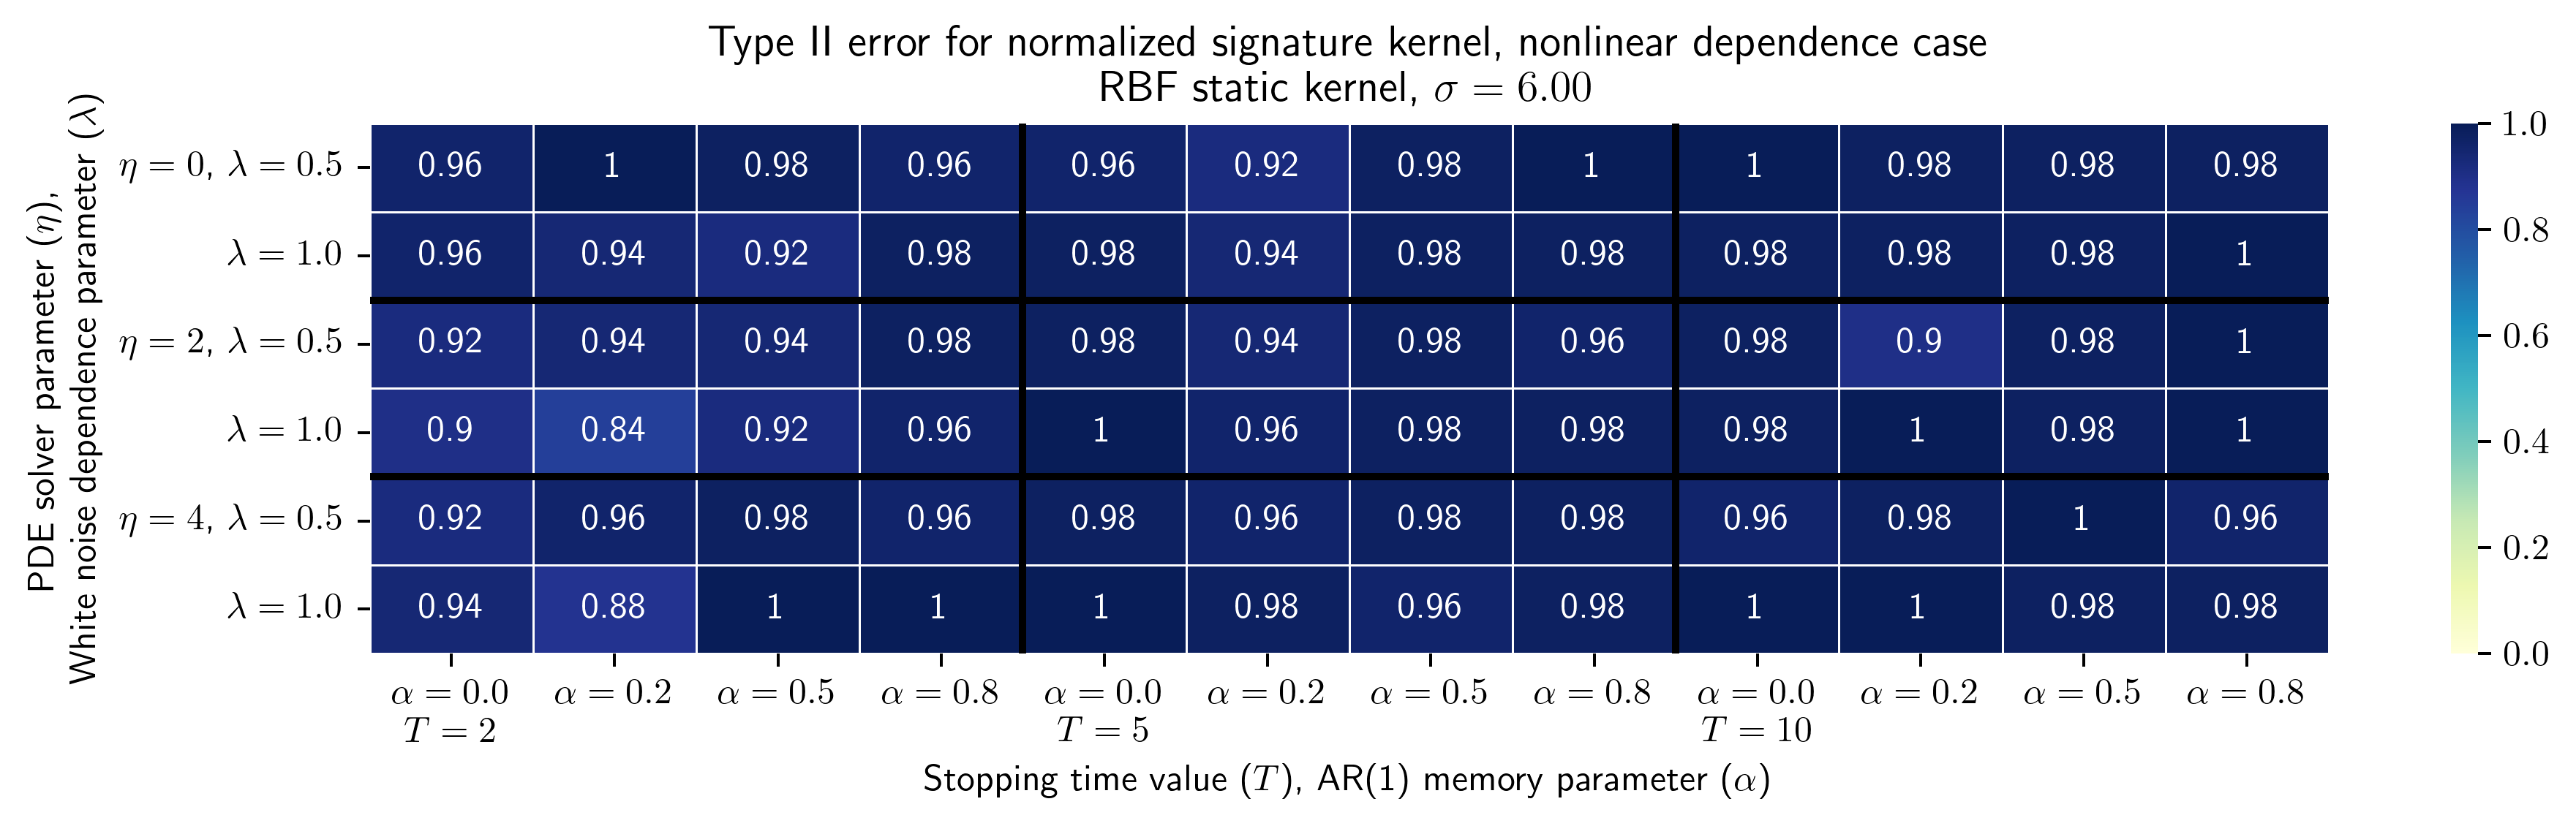 Type II error for normalized signature kernel, nonlinear dependence case
RBF static kernel, σ = 6.00
PDE solver parameter (η),
White noise dependence parameter (λ)
η = 0, λ = 0.5 0.96 1 0.98 0.96 0.96 0.92 0.98 1 1 0.98 0.98 0.98
λ = 1.0 0.96 0.94 0.92 0.98 0.98 0.94 0.98 0.98 0.98 0.98 0.98 1
η = 2, λ = 0.5 0.92 0.94 0.94 0.98 0.98 0.94 0.98 0.96 0.98 0.9 0.98 1
λ = 1.0 0.9 0.84 0.92 0.96 1 0.96 0.98 0.98 0.98 1 0.98 1
η = 4, λ = 0.5 0.92 0.96 0.98 0.96 0.98 0.96 0.98 0.98 0.96 0.98 1 0.96
λ = 1.0 0.94 0.88 1 1 1 0.98 0.96 0.98 1 1 0.98 0.98
α = 0.0 α = 0.2 α = 0.5 α = 0.8 α = 0.0 α = 0.2 α = 0.5 α = 0.8 α = 0.0 α = 0.2 α = 0.5 α = 0.8
T = 2 T = 5 T = 10
Stopping time value (T), AR(1) memory parameter (α)
1.0
0.8
0.6
0.4
0.2
0.0